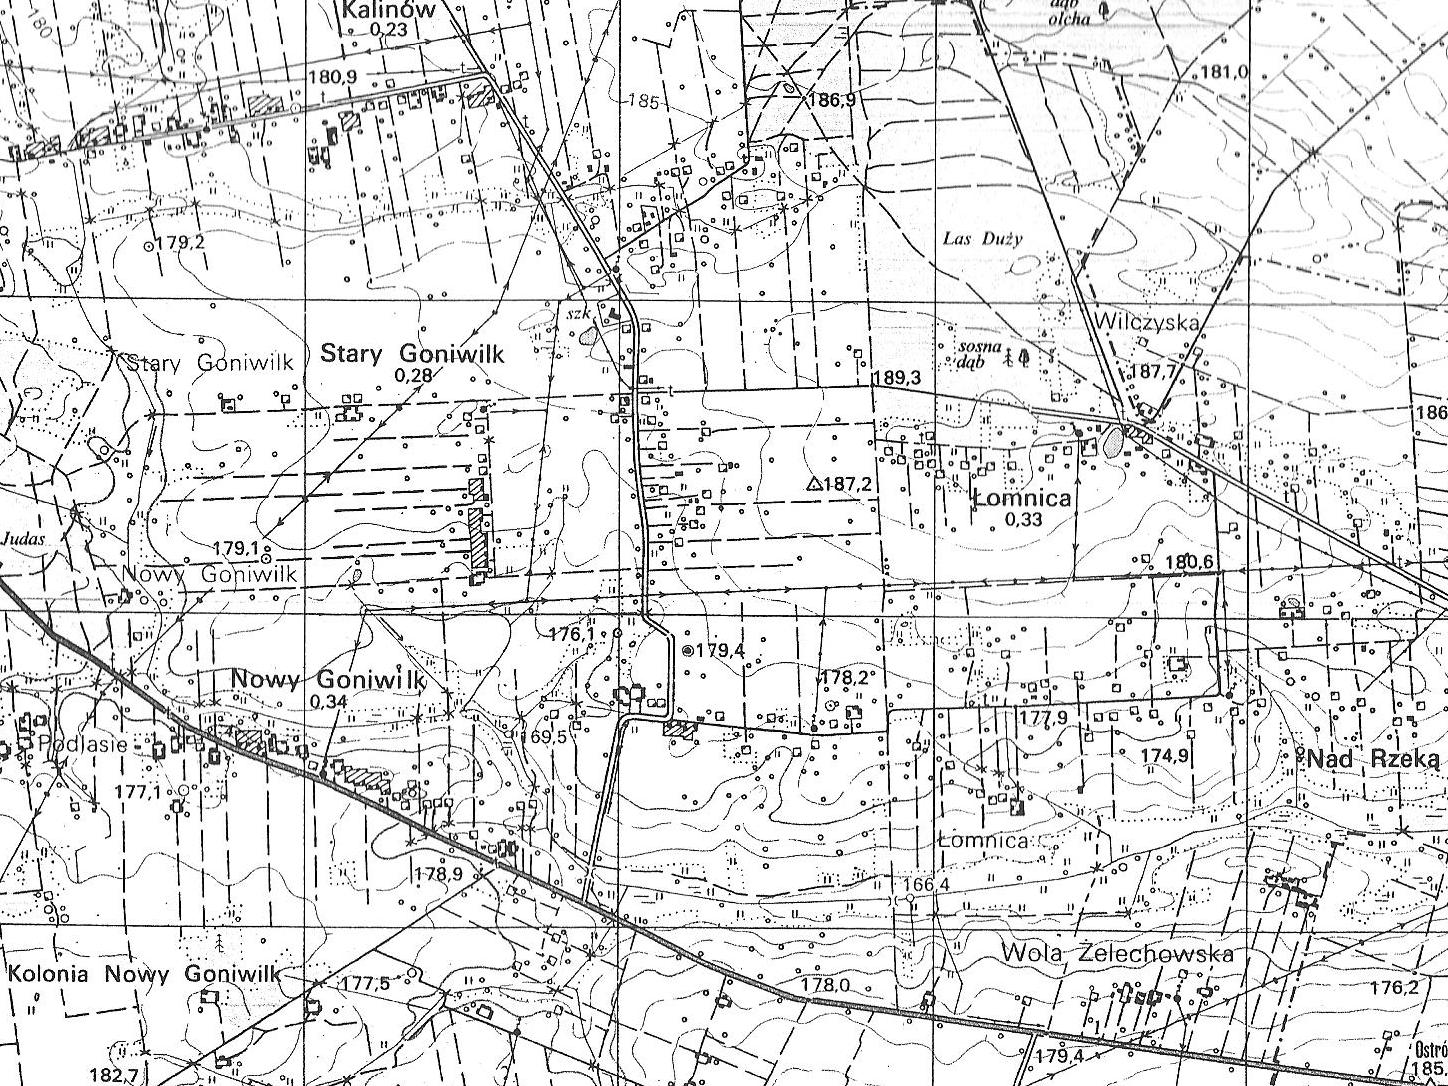 180
Kalinów
0,23
dąb
olcha
180,9
185
186,9
181,0
179,2
Las Duży
szk.
Wilczyska
Stary Goniwilk
Stary Goniwilk
0,28
sosna
dąb
187,7
189,3
186
187,2
Łomnica
0,33
Judas
179,1
Nowy Goniwilk
180,6
176,1
179,4
Nowy Goniwilk
0,34
178,2
177,9
169,5
Podlasie
174,9
Nad Rzeką
177,1
Łomnica
178,9
166,4
Wola Żelechowska
Kolonia Nowy Goniwilk
177,5
178,0
176,2
179,4
182,7
Ostró
185,